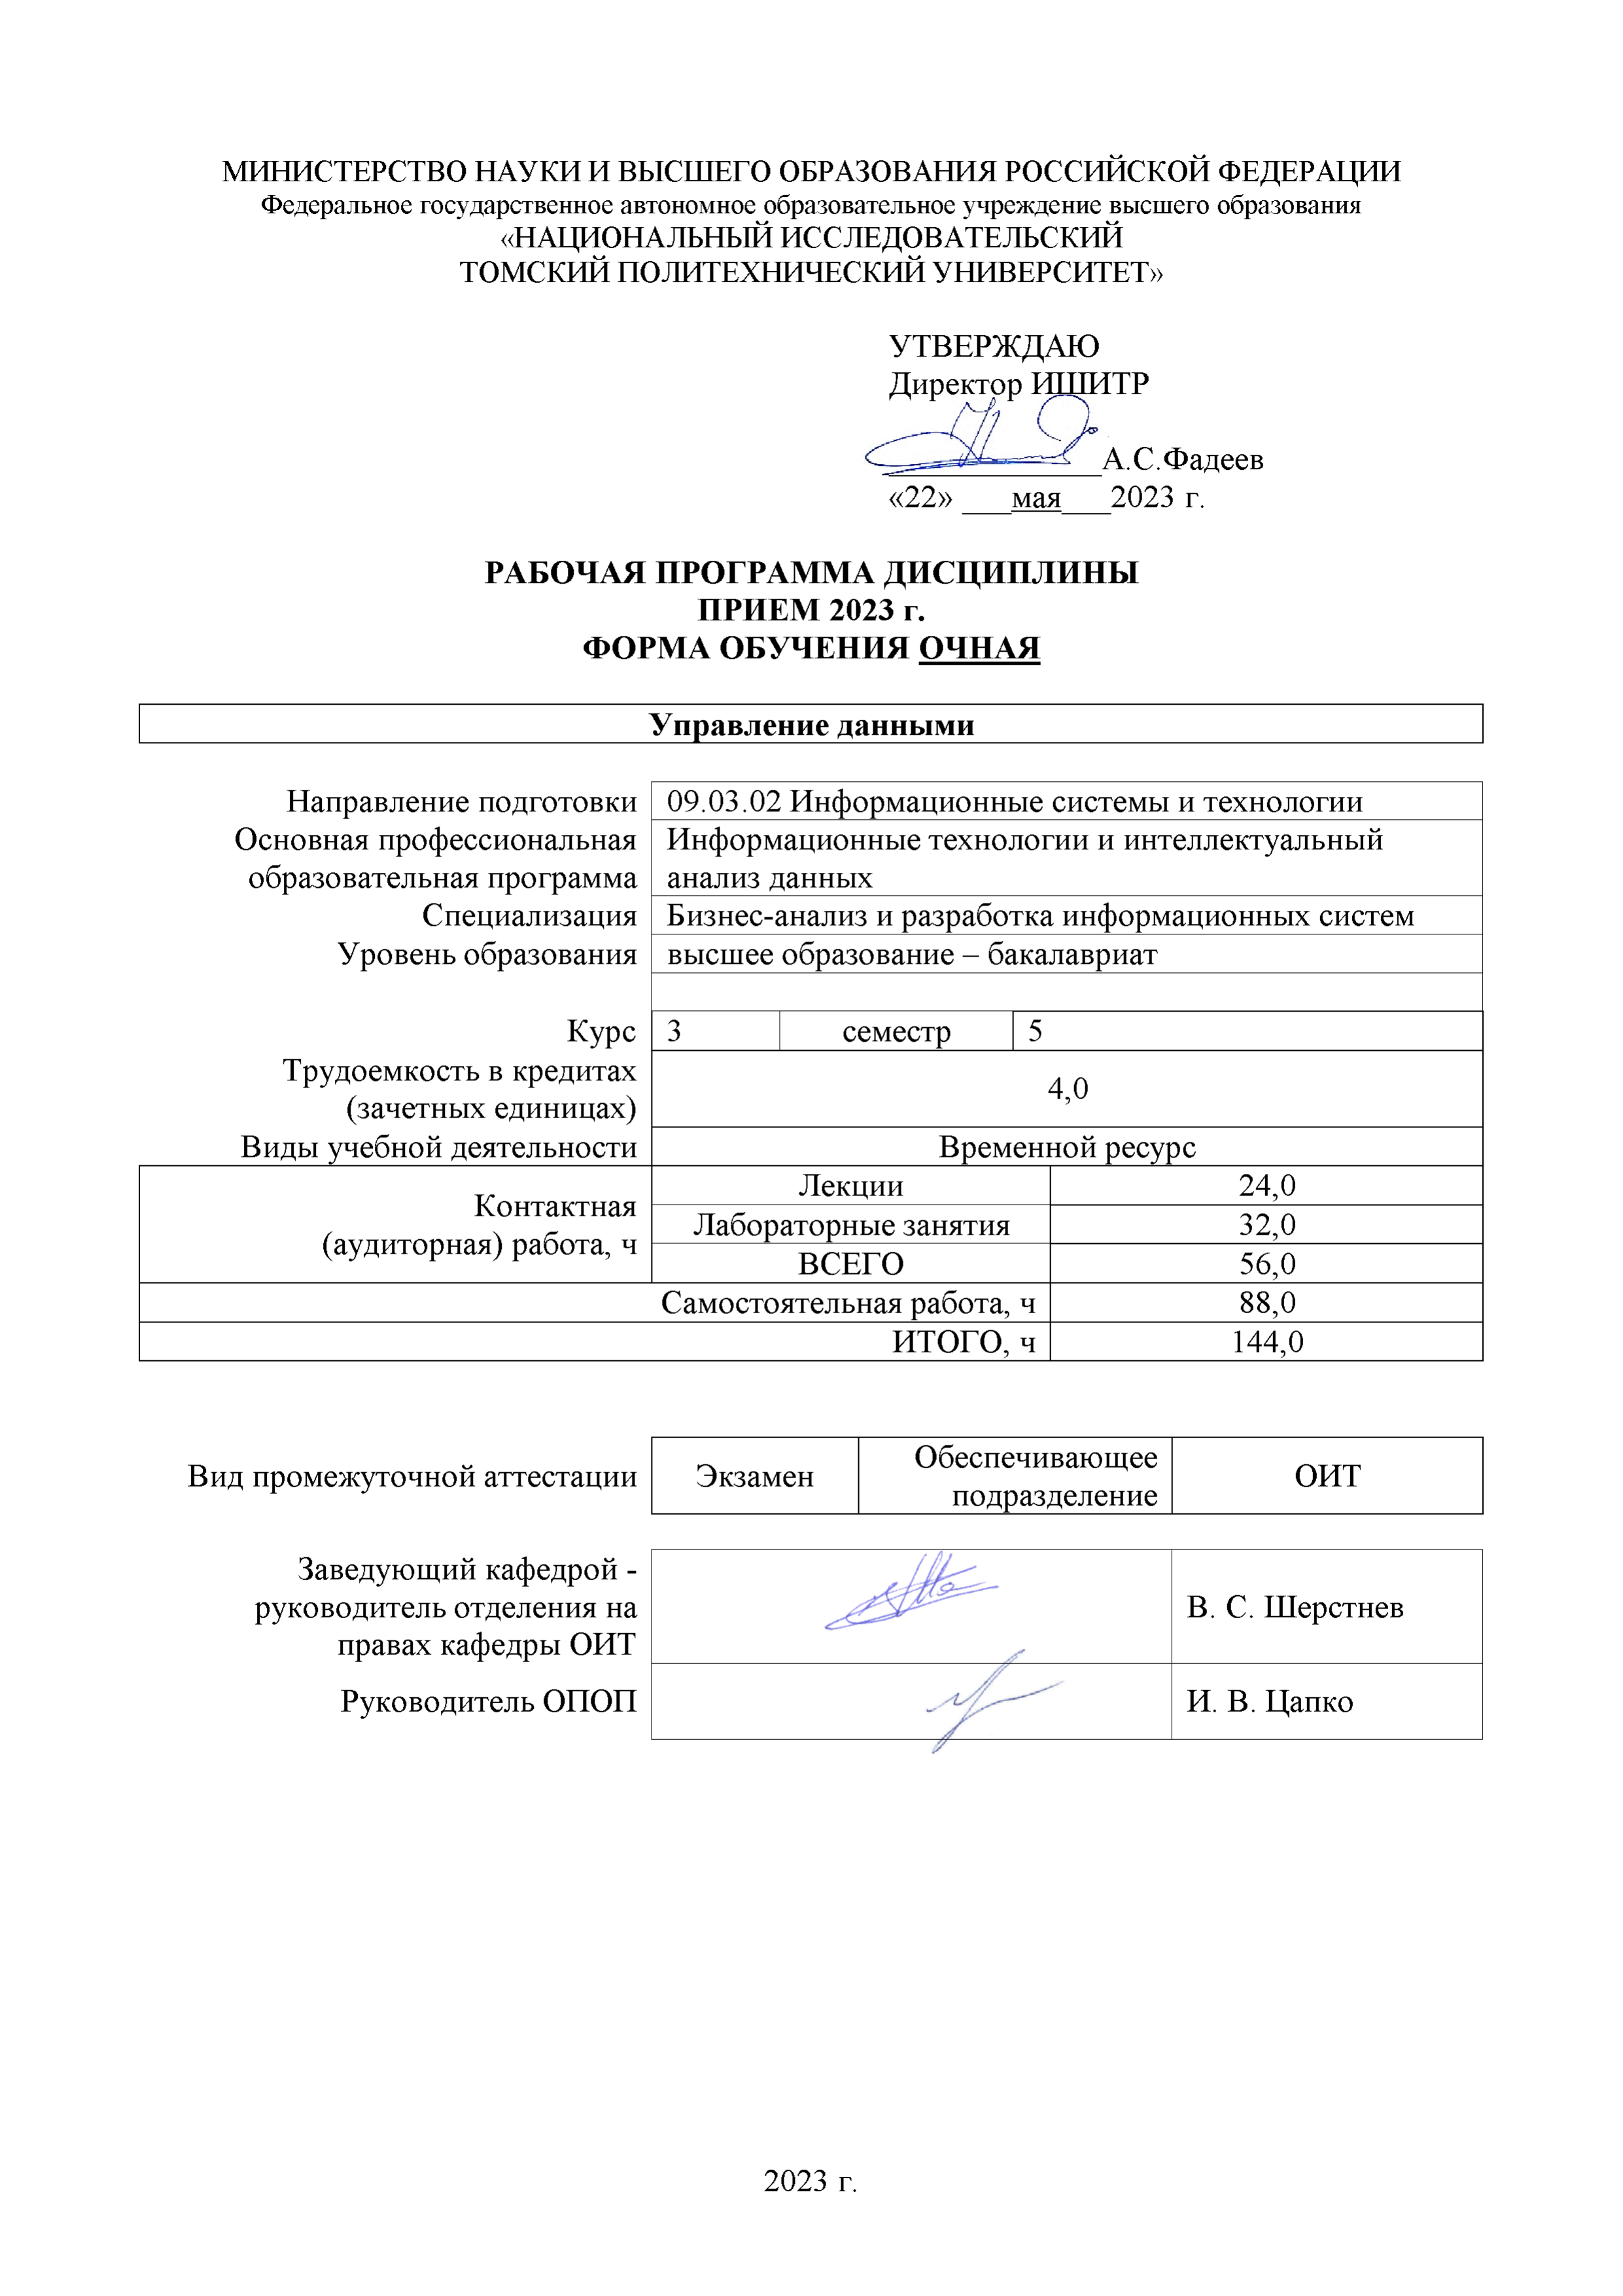 МИНИСТЕРСТВО НАУКИ И ВЫСШЕГО ОБРАЗОВАНИЯ РОССИЙСКОЙ ФЕДЕРАЦИИ
Федеральное государственное автономное образовательное учреждение высшего образования
«НАЦИОНАЛЬНЫЙ ИССЛЕДОВАТЕЛЬСКИЙ
ТОМСКИЙ ПОЛИТЕХНИЧЕСКИЙ УНИВЕРСИТЕТ»
УТВЕРЖДАЮ
Директор ИШИТР
А.С.Фадеев
«22» ___мая___2023 г.
РАБОЧАЯ ПРОГРАММА ДИСЦИПЛИНЫ
ПРИЕМ 2023 г.
ФОРМА ОБУЧЕНИЯ ОЧНАЯ
Управление данными
Направление подготовки 09.03.02 Информационные системы и технологии
Основная профессиональная Информационные технологии и интеллектуальный
образовательная программа анализ данных
Специализация Бизнес-анализ и разработка информационных систем
Уровень образования высшее образование – бакалавриат
Курс 3 семестр 5
Трудоемкость в кредитах
(зачетных единицах) 4,0
Виды учебной деятельности Временной ресурс
Контактная
(аудиторная) работа, ч
Лекции 24,0
Лабораторные занятия 32,0
ВСЕГО 56,0
Самостоятельная работа, ч 88,0
ИТОГО, ч 144,0
Вид промежуточной аттестации Экзамен Обеспечивающее
подразделение ОИТ
Заведующий кафедрой -
руководитель отделения на
правах кафедры ОИТ В. С. Шерстнев
Руководитель ОПОП И. В. Цапко
2023 г.